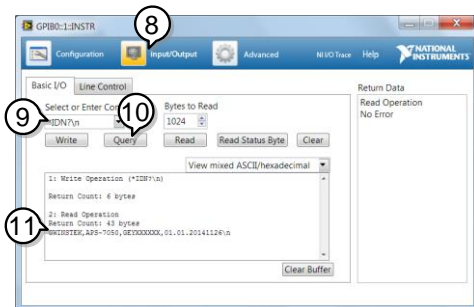 GPIB0::1::INSTR
8
Configuration Input/Output Advanced NI I/O Trace Help NATIONAL INSTRUMENTS
Basic I/O Line Control
Return Data
Select or Enter Co
Bytes to Read
Read Operation
No Error
9
*IDN?\n
10
1024
Write Query Read Read Status Byte Clear
View mixed ASCII/hexadecimal
1: Write Operation (*IDN?\n)
Return Count: 6 bytes
2: Read Operation
Return Count: 43 bytes
11
GWINSTEK,APS-7050,GEYXXXXXX,01.01.20141126\n
Clear Buffer